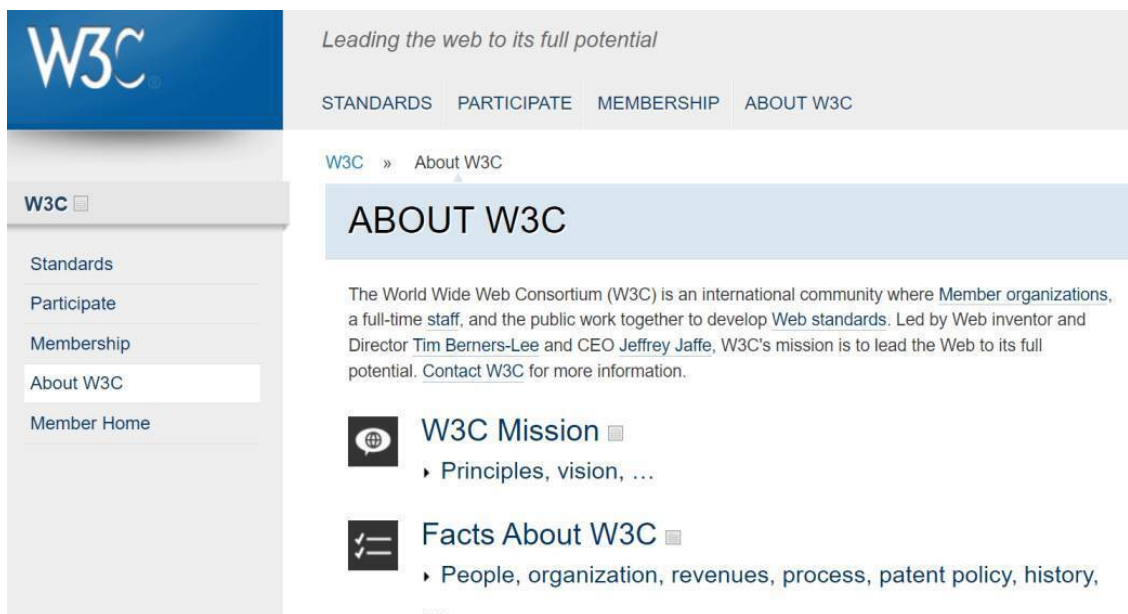 W3C®
Leading the web to its full potential
STANDARDS PARTICIPATE MEMBERSHIP ABOUT W3C
W3C » About W3C
W3C
Standards
Participate
Membership
About W3C
Member Home
ABOUT W3C
The World Wide Web Consortium (W3C) is an international community where Member organizations,
a full-time staff, and the public work together to develop Web standards. Led by Web inventor and
Director Tim Berners-Lee and CEO Jeffrey Jaffe, W3C's mission is to lead the Web to its full
potential. Contact W3C for more information.
W3C Mission
Principles, vision, …
Facts About W3C
People, organization, revenues, process, patent policy, history,